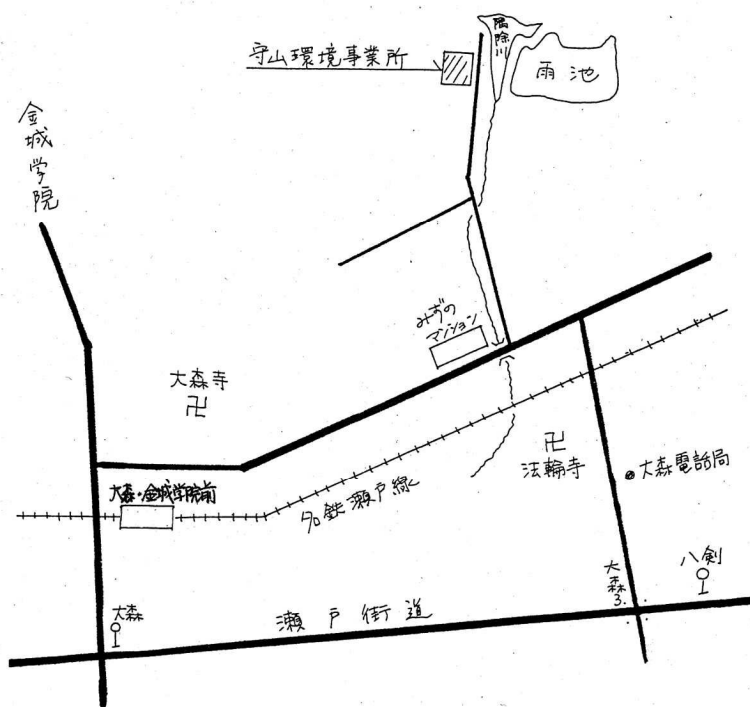 隅除川
守山環境事業所
雨池
金城学院
みずの
マンション
大森寺
卍
大森・金城学院前
名鉄瀬戸線
卍
法輪寺
大森電話局
八剣
大森3.
大森
瀬戸街道